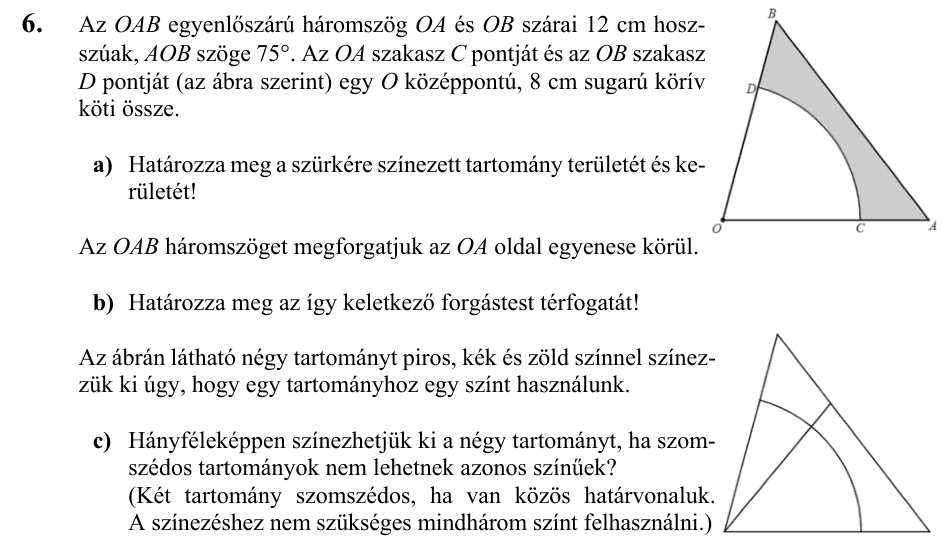 6. Az OAB egyenlőszárú háromszög OA és OB szárai 12 cm hosz-
szúak, AOB szöge 75°. Az OA szakasz C pontját és az OB szakasz
D pontját (az ábra szerint) egy O középpontú, 8 cm sugarú körív
köti össze.
a) Határozza meg a szürkére színezett tartomány területét és ke-
rületét!
B
D
O
C
A
Az OAB háromszöget megforgatjuk az OA oldal egyenese körül.
b) Határozza meg az így keletkező forgástest térfogatát!
Az ábrán látható négy tartományt piros, kék és zöld színnel színez-
zük ki úgy, hogy egy tartományhoz egy színt használunk.
c) Hányféleképpen színezhetjük ki a négy tartományt, ha szom-
szédos tartományok nem lehetnek azonos színűek?
(Két tartomány szomszédos, ha van közös határvonaluk.
A színezéshez nem szükséges mindhárom színt felhasználni.)